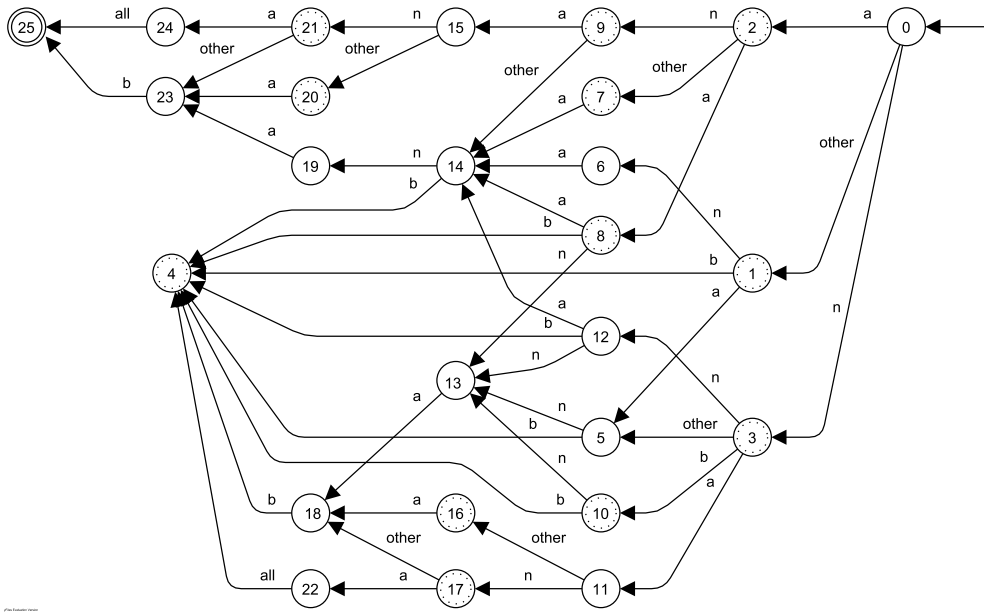 25 all 24 a 21 n 15 a 9 n 2 a 0
other other
b other other
23 a 20 a 7 a
other
a
19 n 14 a 6
b a n
b
8
n
4 b 1
a
a n
b 12
n
13 n
a n other
b 5 3
n b
a
b 18 a 16 b 10
other other
all 22 a 17 n 11